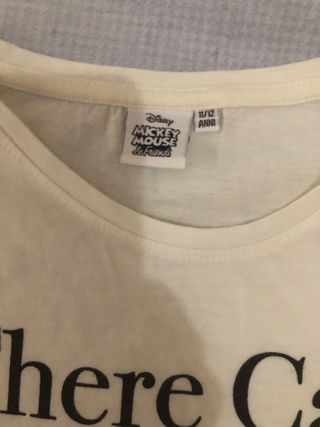 Disney
MICKEY
MOUSE
& Friends
11/12
ANNI
There Ca